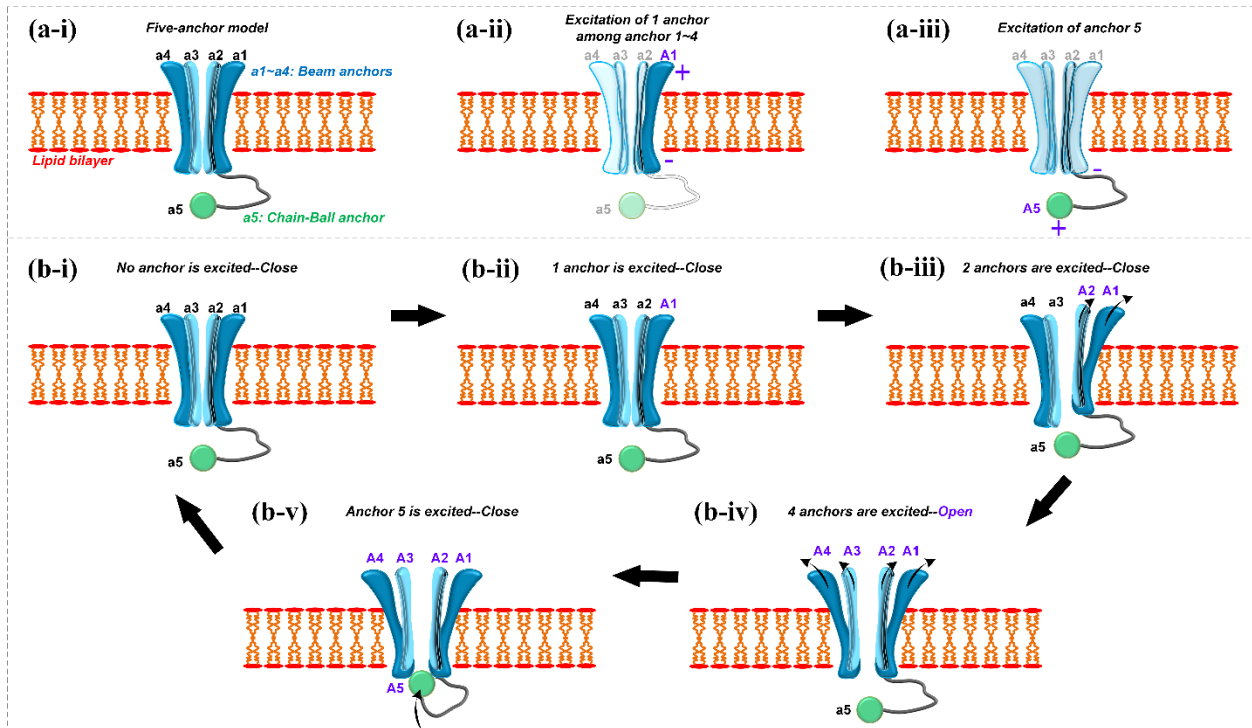 (a-i)
Five-anchor model
a4 a3 a2 a1
a1~a4: Beam anchors
Lipid bilayer
a5
a5: Chain-Ball anchor
(a-ii)
Excitation of 1 anchor
among anchor 1~4
a4 a3 a2 A1
+
-
a5
(a-iii)
Excitation of anchor 5
a4 a3 a2 a1
-
A5
+
(b-i)
No anchor is excited--Close
a4 a3 a2 a1
a5
(b-ii)
1 anchor is excited--Close
a4 a3 a2 A1
a5
(b-iii)
2 anchors are excited--Close
A2 A1
a4 a3
a5
(b-v)
Anchor 5 is excited--Close
A4 A3 A2 A1
A5
(b-iv)
4 anchors are excited--Open
A4 A3 A2 A1
a5